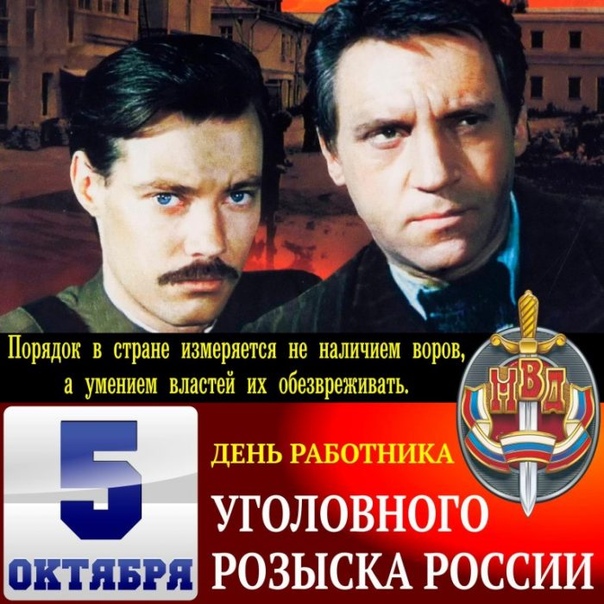 Порядок в стране измеряется не наличием воров,
а умением властей их обезвреживать.
МВД
5
ОКТЯБРЯ
ДЕНЬ РАБОТНИКА
УГОЛОВНОГО
РОЗЫСКА РОССИИ